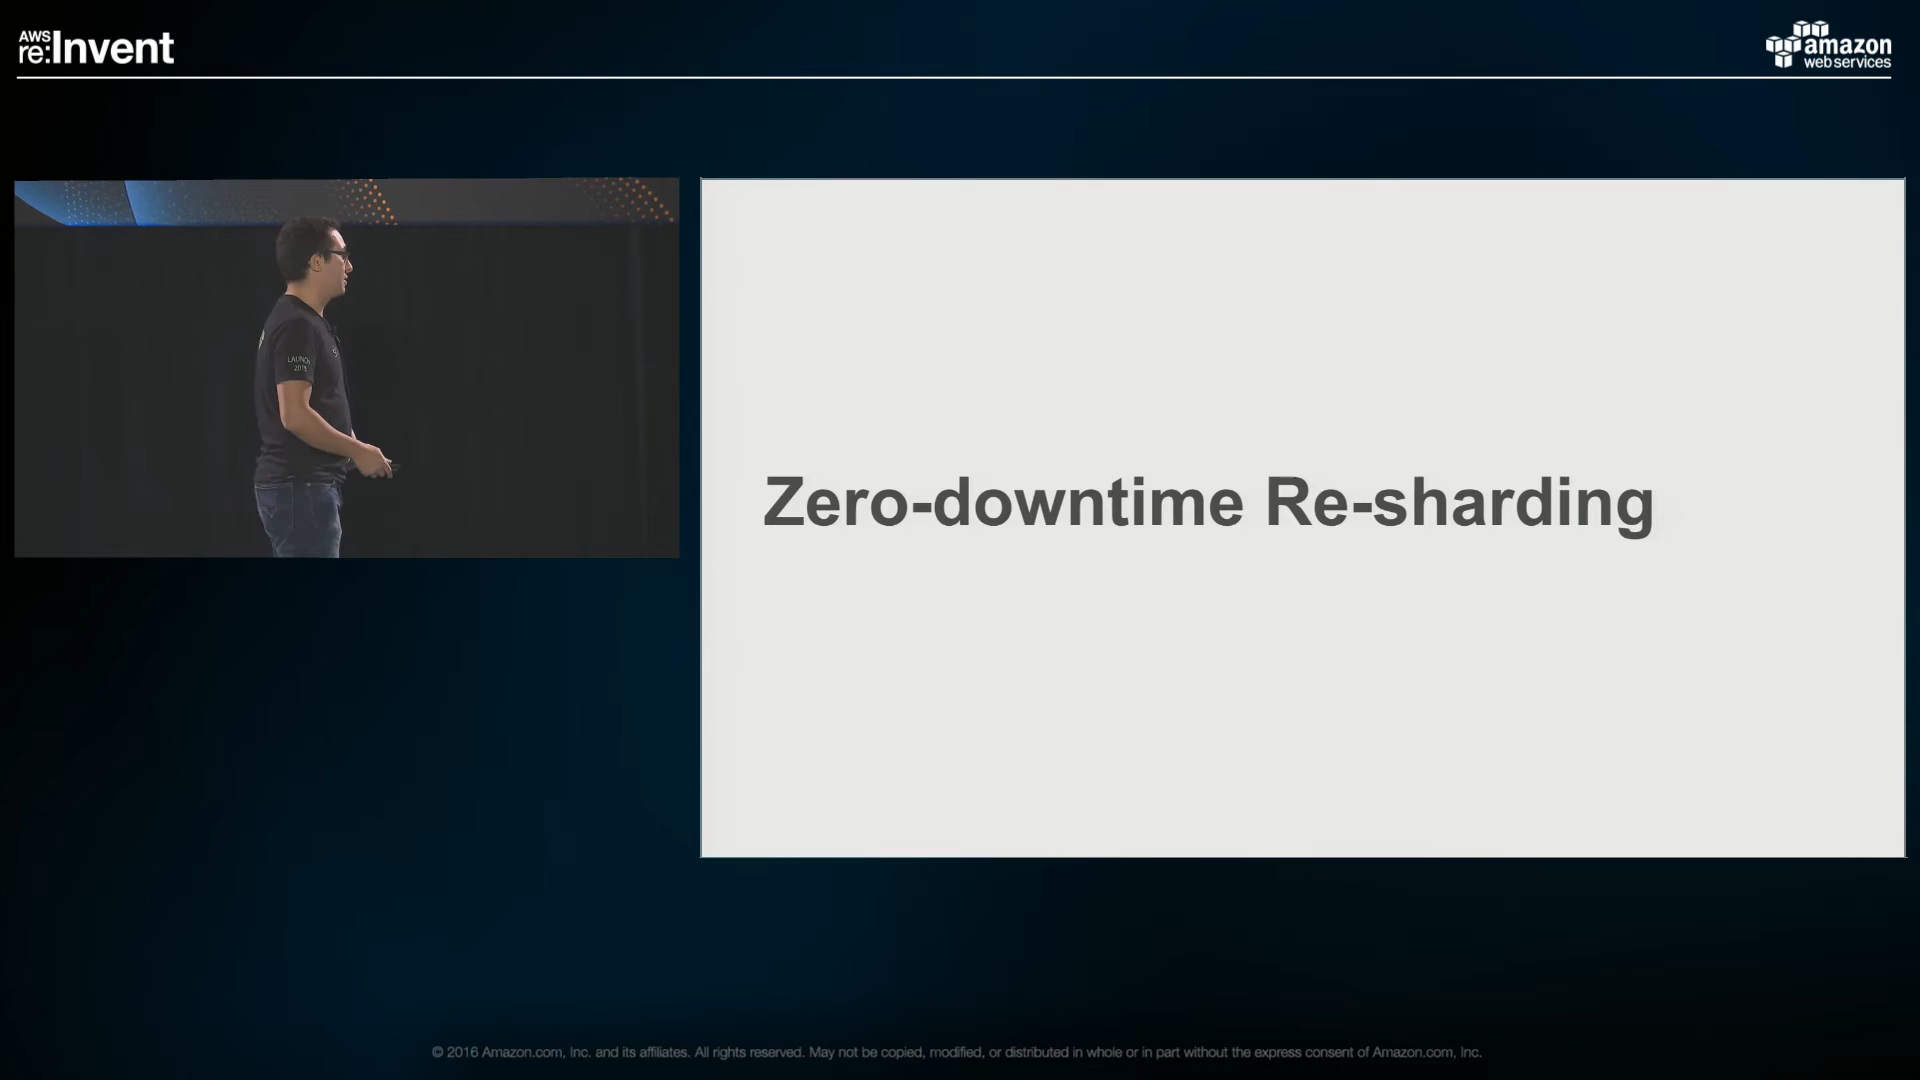 AWS
re:Invent
amazon
web services
LAUNCH
Zero-downtime Re-sharding
© 2016 Amazon.com, Inc. and its affiliates. All rights reserved. May not be copied, modified, or distributed in whole or in part without the express consent of Amazon.com, Inc.